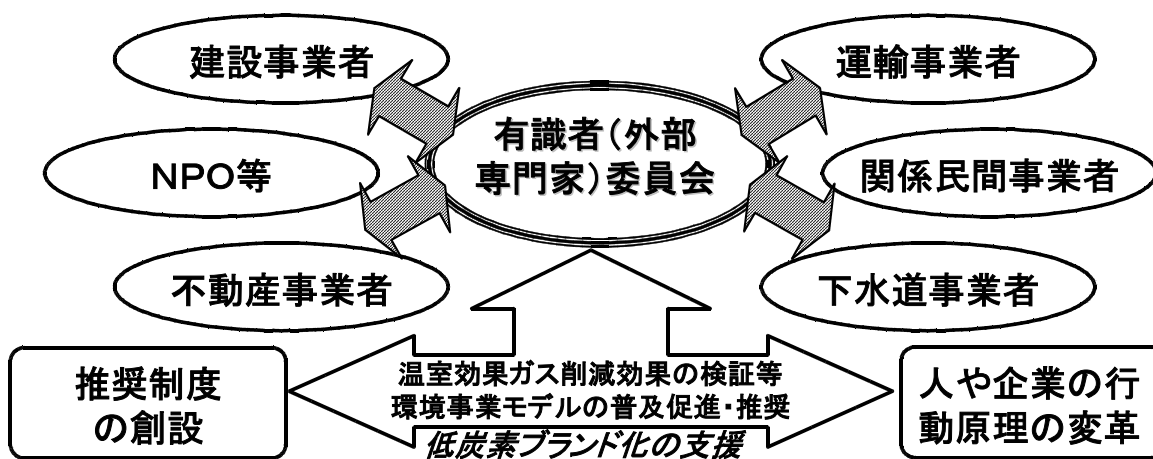 建設事業者
運輸事業者
有識者(外部
専門家)委員会
NPO等
関係民間事業者
不動産事業者
下水道事業者
推奨制度
の創設
温室効果ガス削減効果の検証等
環境事業モデルの普及促進・推奨
低炭素ブランド化の支援
人や企業の行
動原理の変革